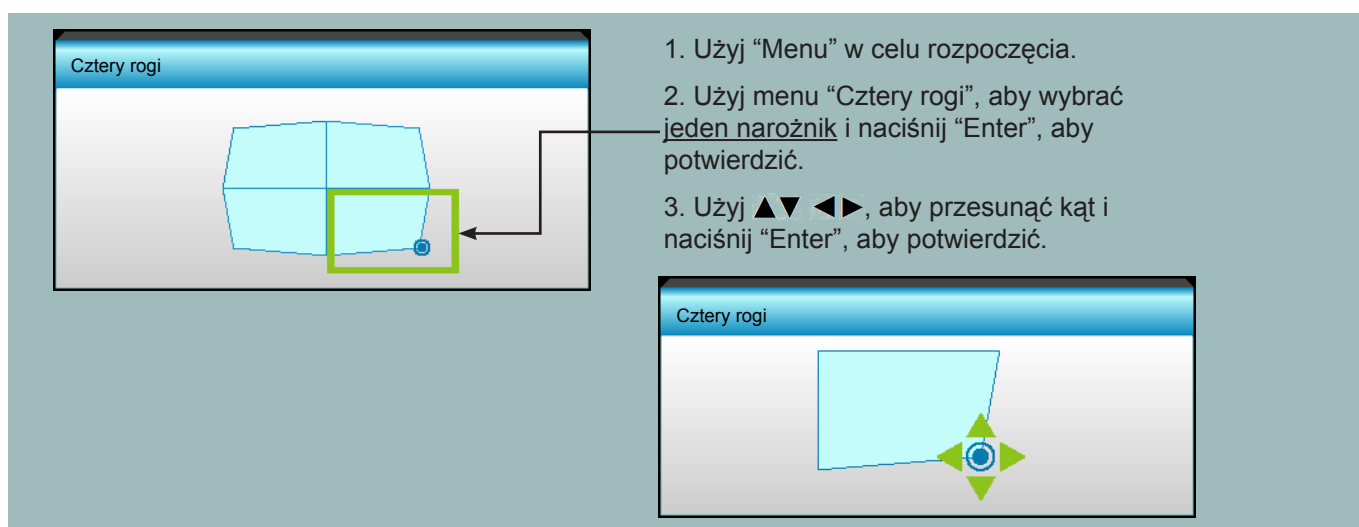 Cztery rogi
1. Użyj “Menu” w celu rozpoczęcia.
2. Użyj menu “Cztery rogi”, aby wybrać
jeden narożnik i naciśnij “Enter”, aby
potwierdzić.
3. Użyj ▲▼ ◄►, aby przesunąć kąt i
naciśnij “Enter”, aby potwierdzić.
Cztery rogi